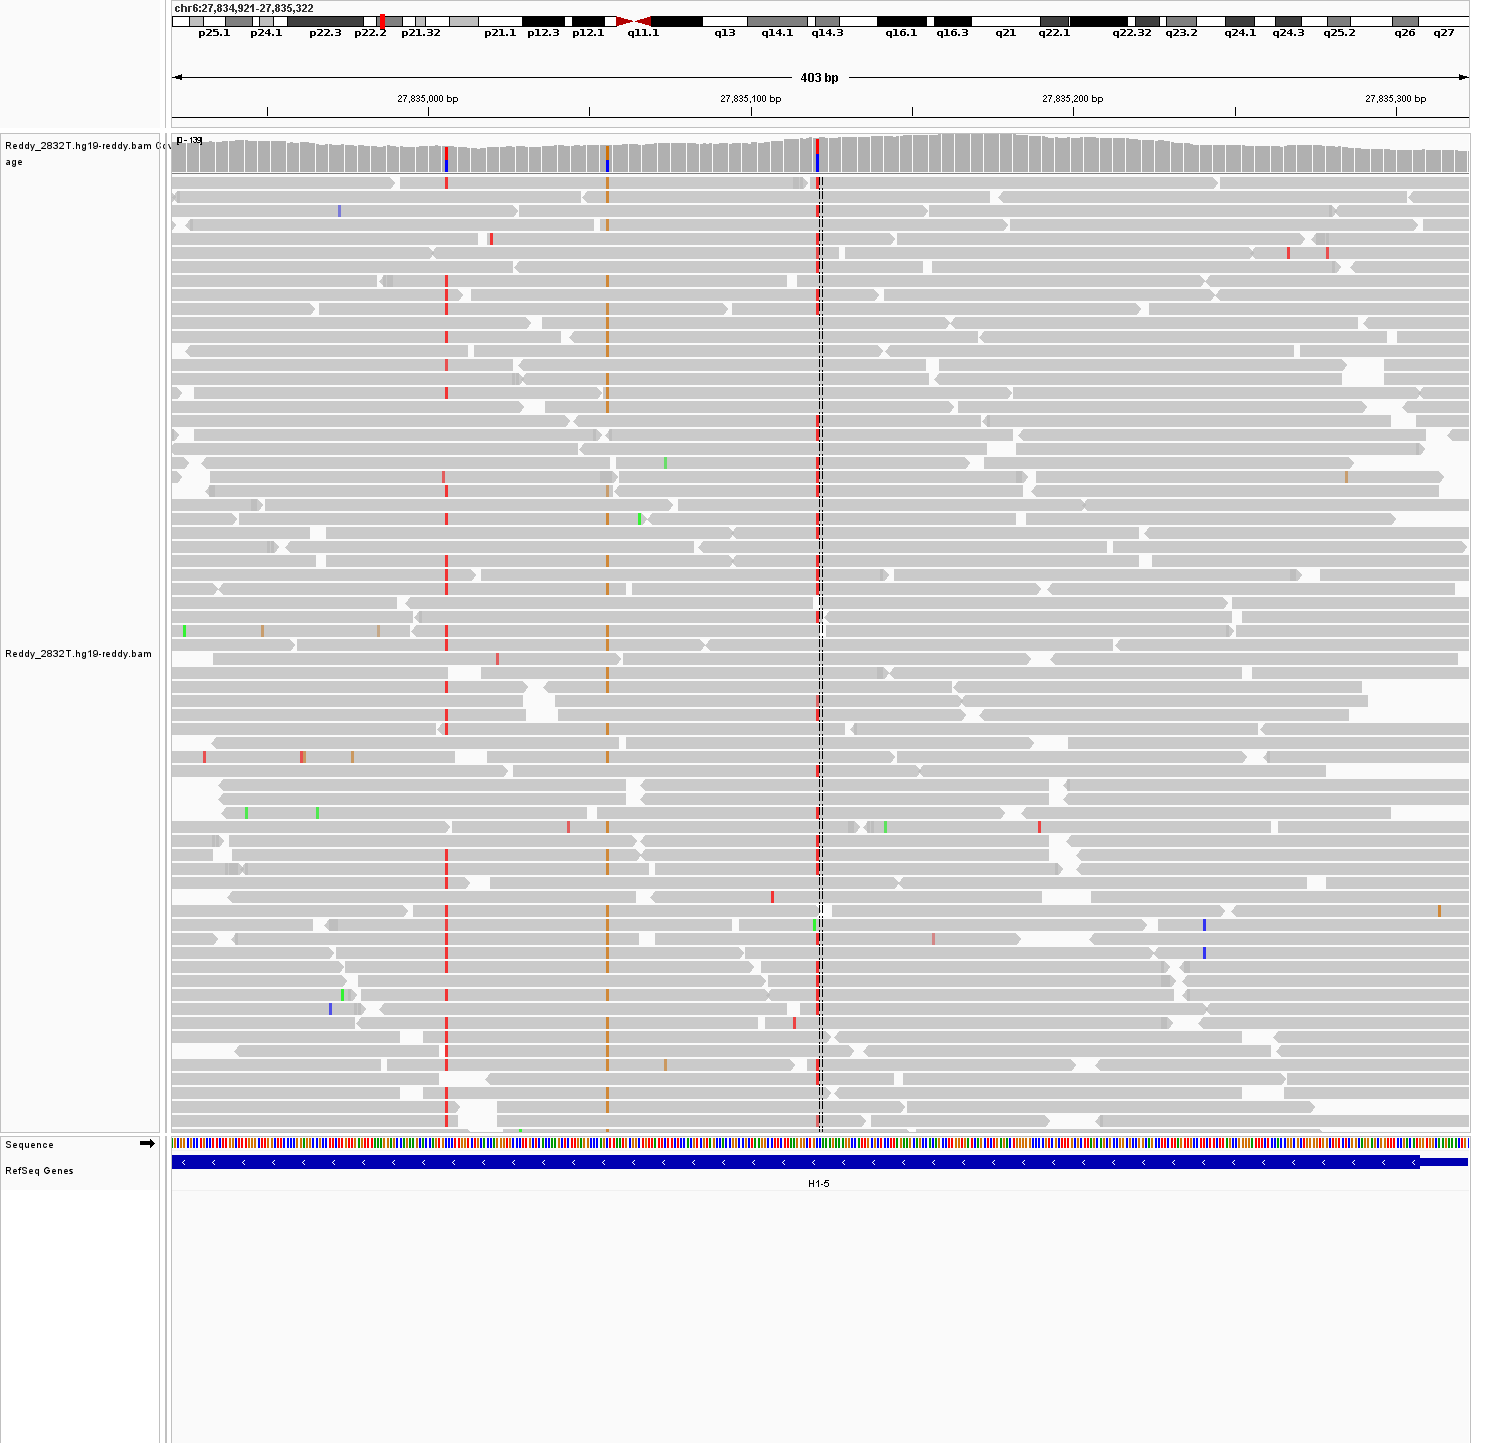 chr6:27,834,921-27,835,322
p25.1 p24.1 p22.3 p22.2 p21.32 p21.1 p12.3 p12.1 q11.1 q13 q14.1 q14.3 q16.1 q16.3 q21 q22.1 q22.32 q23.2 q24.1 q24.3 q25.2 q26 q27
403 bp
27,835,000 bp 27,835,100 bp 27,835,200 bp 27,835,300 bp
[0 - 139]
Reddy_2832T.hg19-reddy.bam Cov
age
Reddy_2832T.hg19-reddy.bam
Sequence
RefSeq Genes
H1-5